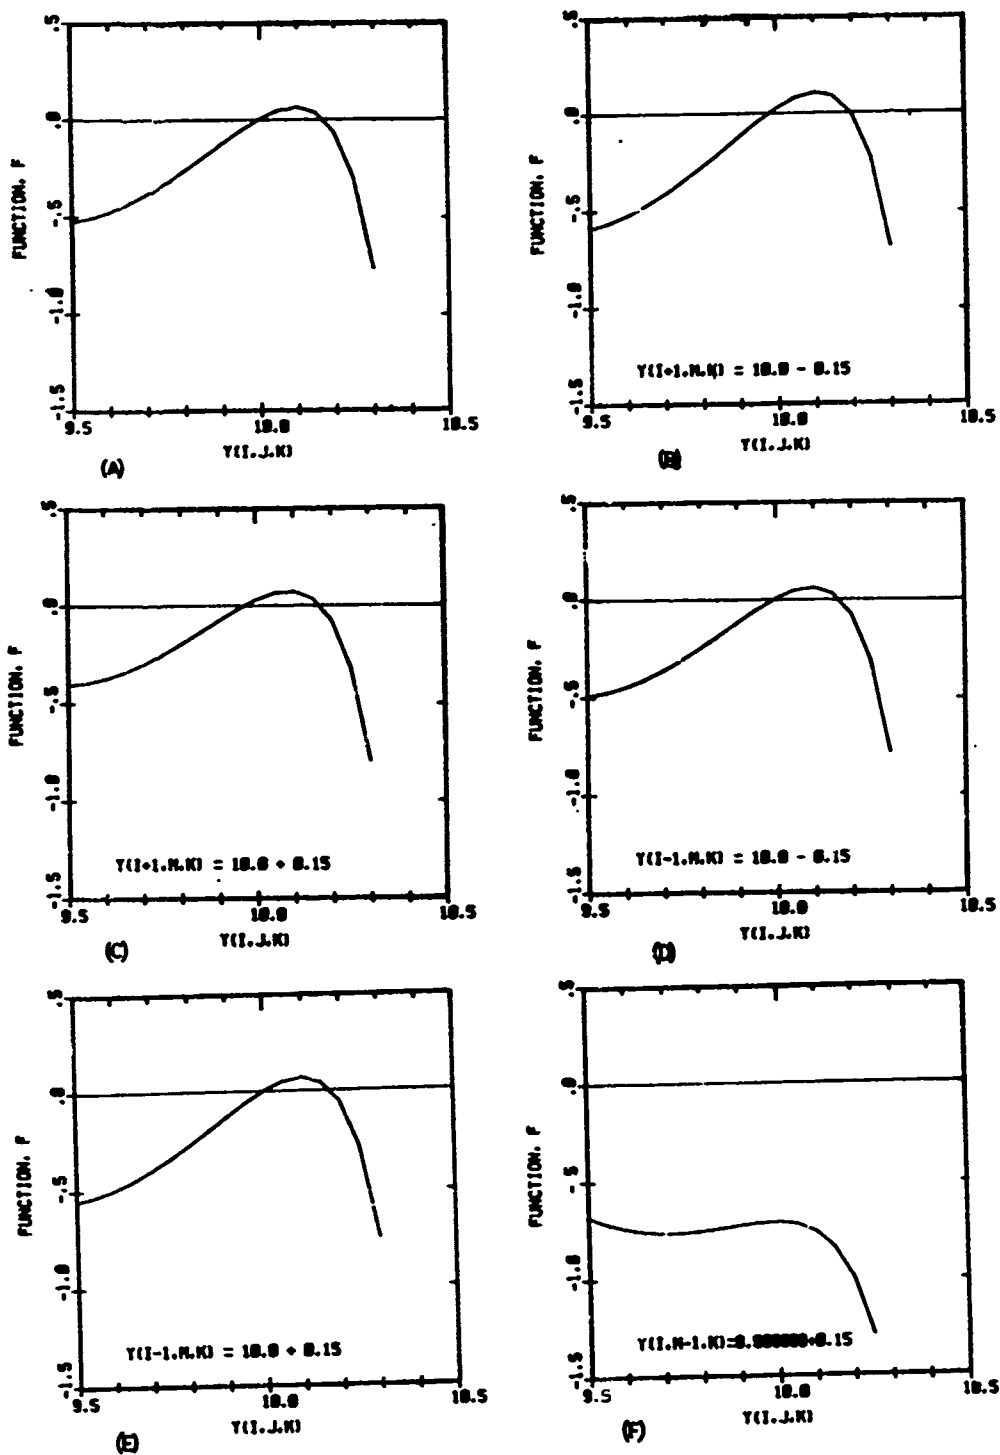 .5
.0
-.5
-1.0
-1.5
FUNCTION, F
9.5 10.0 10.5
Y(I,J,K)
(A)
.5
.0
-.5
-1.0
-1.5
FUNCTION, F
Y(I+1,M,K) = 10.0 - 0.15
9.5 10.0 10.5
Y(I,J,K)
(B)
.5
.0
-.5
-1.0
-1.5
FUNCTION, F
Y(I+1,M,K) = 10.0 + 0.15
9.5 10.0 10.5
Y(I,J,K)
(C)
.5
.0
-.5
-1.0
-1.5
FUNCTION, F
Y(I-1,M,K) = 10.0 - 0.15
9.5 10.0 10.5
Y(I,J,K)
(D)
.5
.0
-.5
-1.0
-1.5
FUNCTION, F
Y(I-1,M,K) = 10.0 + 0.15
9.5 10.0 10.5
Y(I,J,K)
(E)
.5
.0
-.5
-1.0
-1.5
FUNCTION, F
Y(I,M-1,K)= +0.15
9.5 10.0 10.5
Y(I,J,K)
(F)